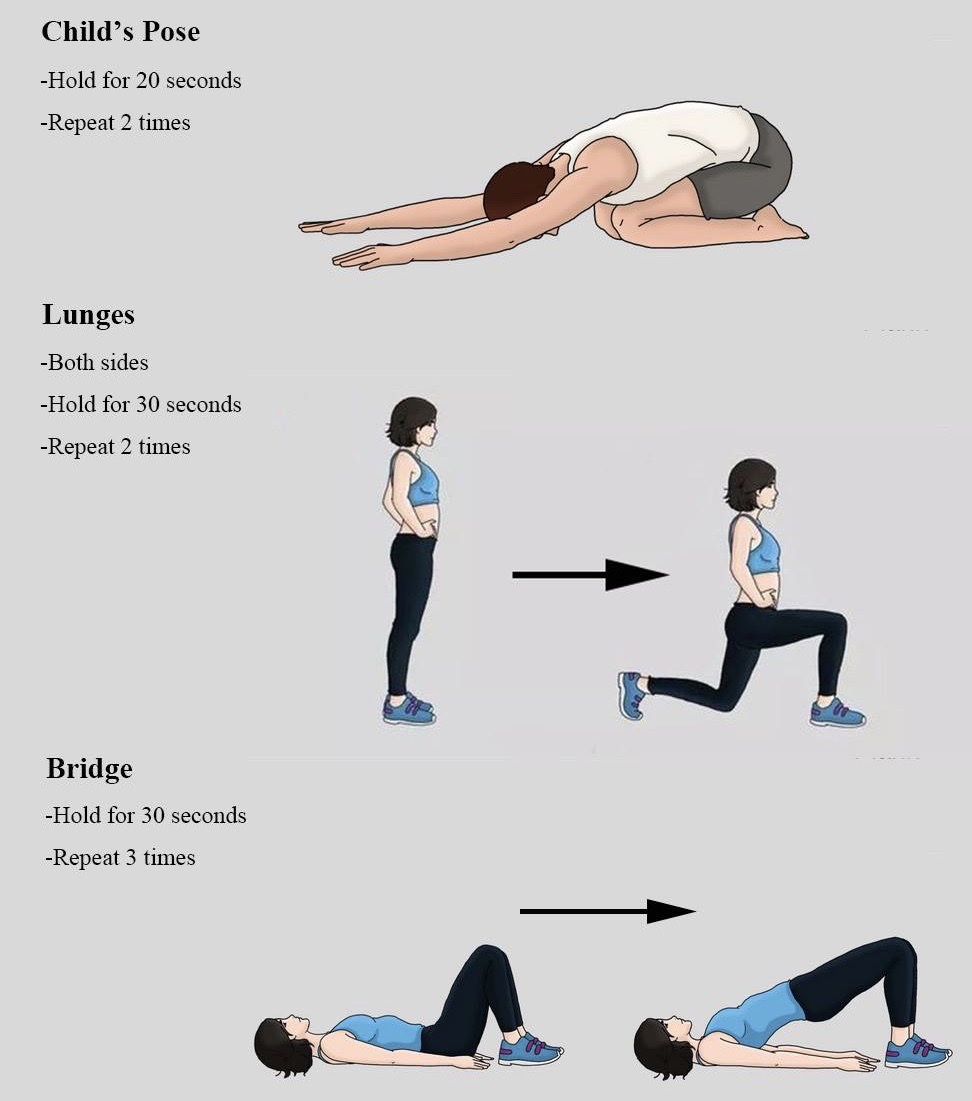 Child’s Pose
-Hold for 20 seconds
-Repeat 2 times
Lunges
-Both sides
-Hold for 30 seconds
-Repeat 2 times
Bridge
-Hold for 30 seconds
-Repeat 3 times